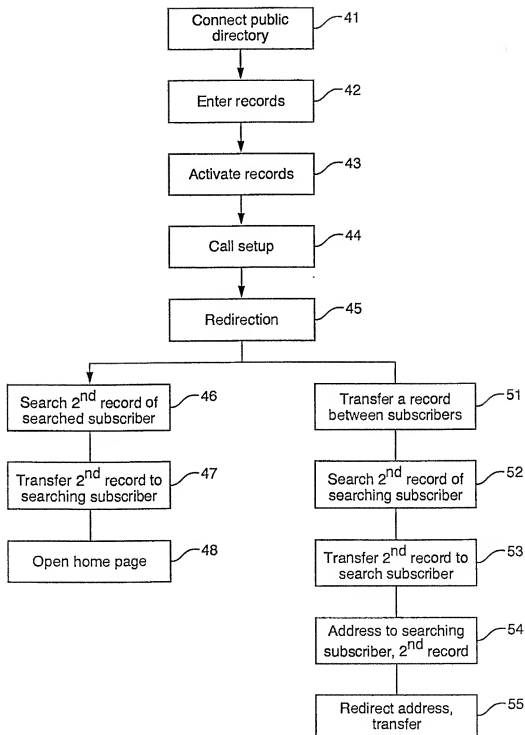 Connect public
directory
41
Enter records
42
Activate records
43
Call setup
44
Redirection
45
Search 2nd record of
searched subscriber
46
Transfer 2nd record to
searching subscriber
47
Open home page
48
Transfer a record
between subscribers
51
Search 2nd record of
searching subscriber
52
Transfer 2nd record to
search subscriber
53
Address to searching
subscriber, 2nd record
54
Redirect address,
transfer
55